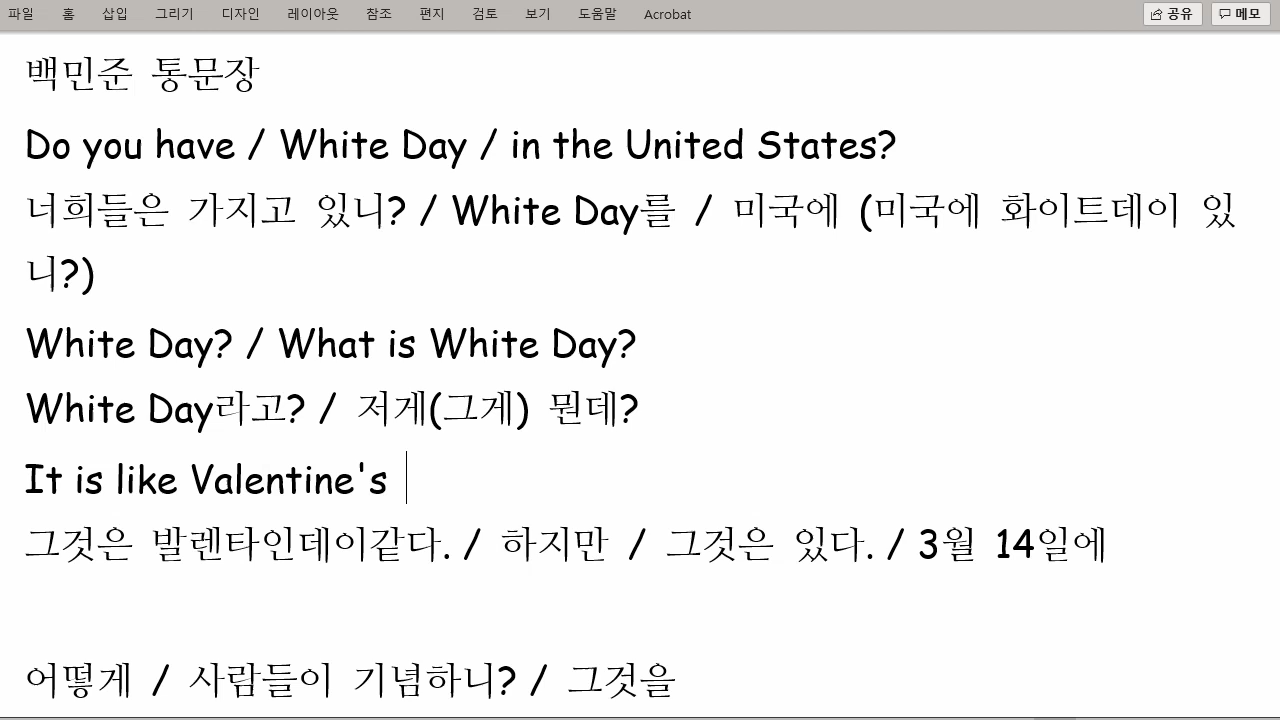 파일 홈 삽입 그리기 디자인 레이아웃 참조 편지 검토 보기 도움말 Acrobat 공유 메모
백민준 통문장
Do you have / White Day / in the United States?
너희들은 가지고 있니? / White Day를 / 미국에 (미국에 화이트데이 있
니?)
White Day? / What is White Day?
White Day라고? / 저게(그게) 뭔데?
It is like Valentine's
그것은 발렌타인데이같다. / 하지만 / 그것은 있다. / 3월 14일에
어떻게 / 사람들이 기념하니? / 그것을